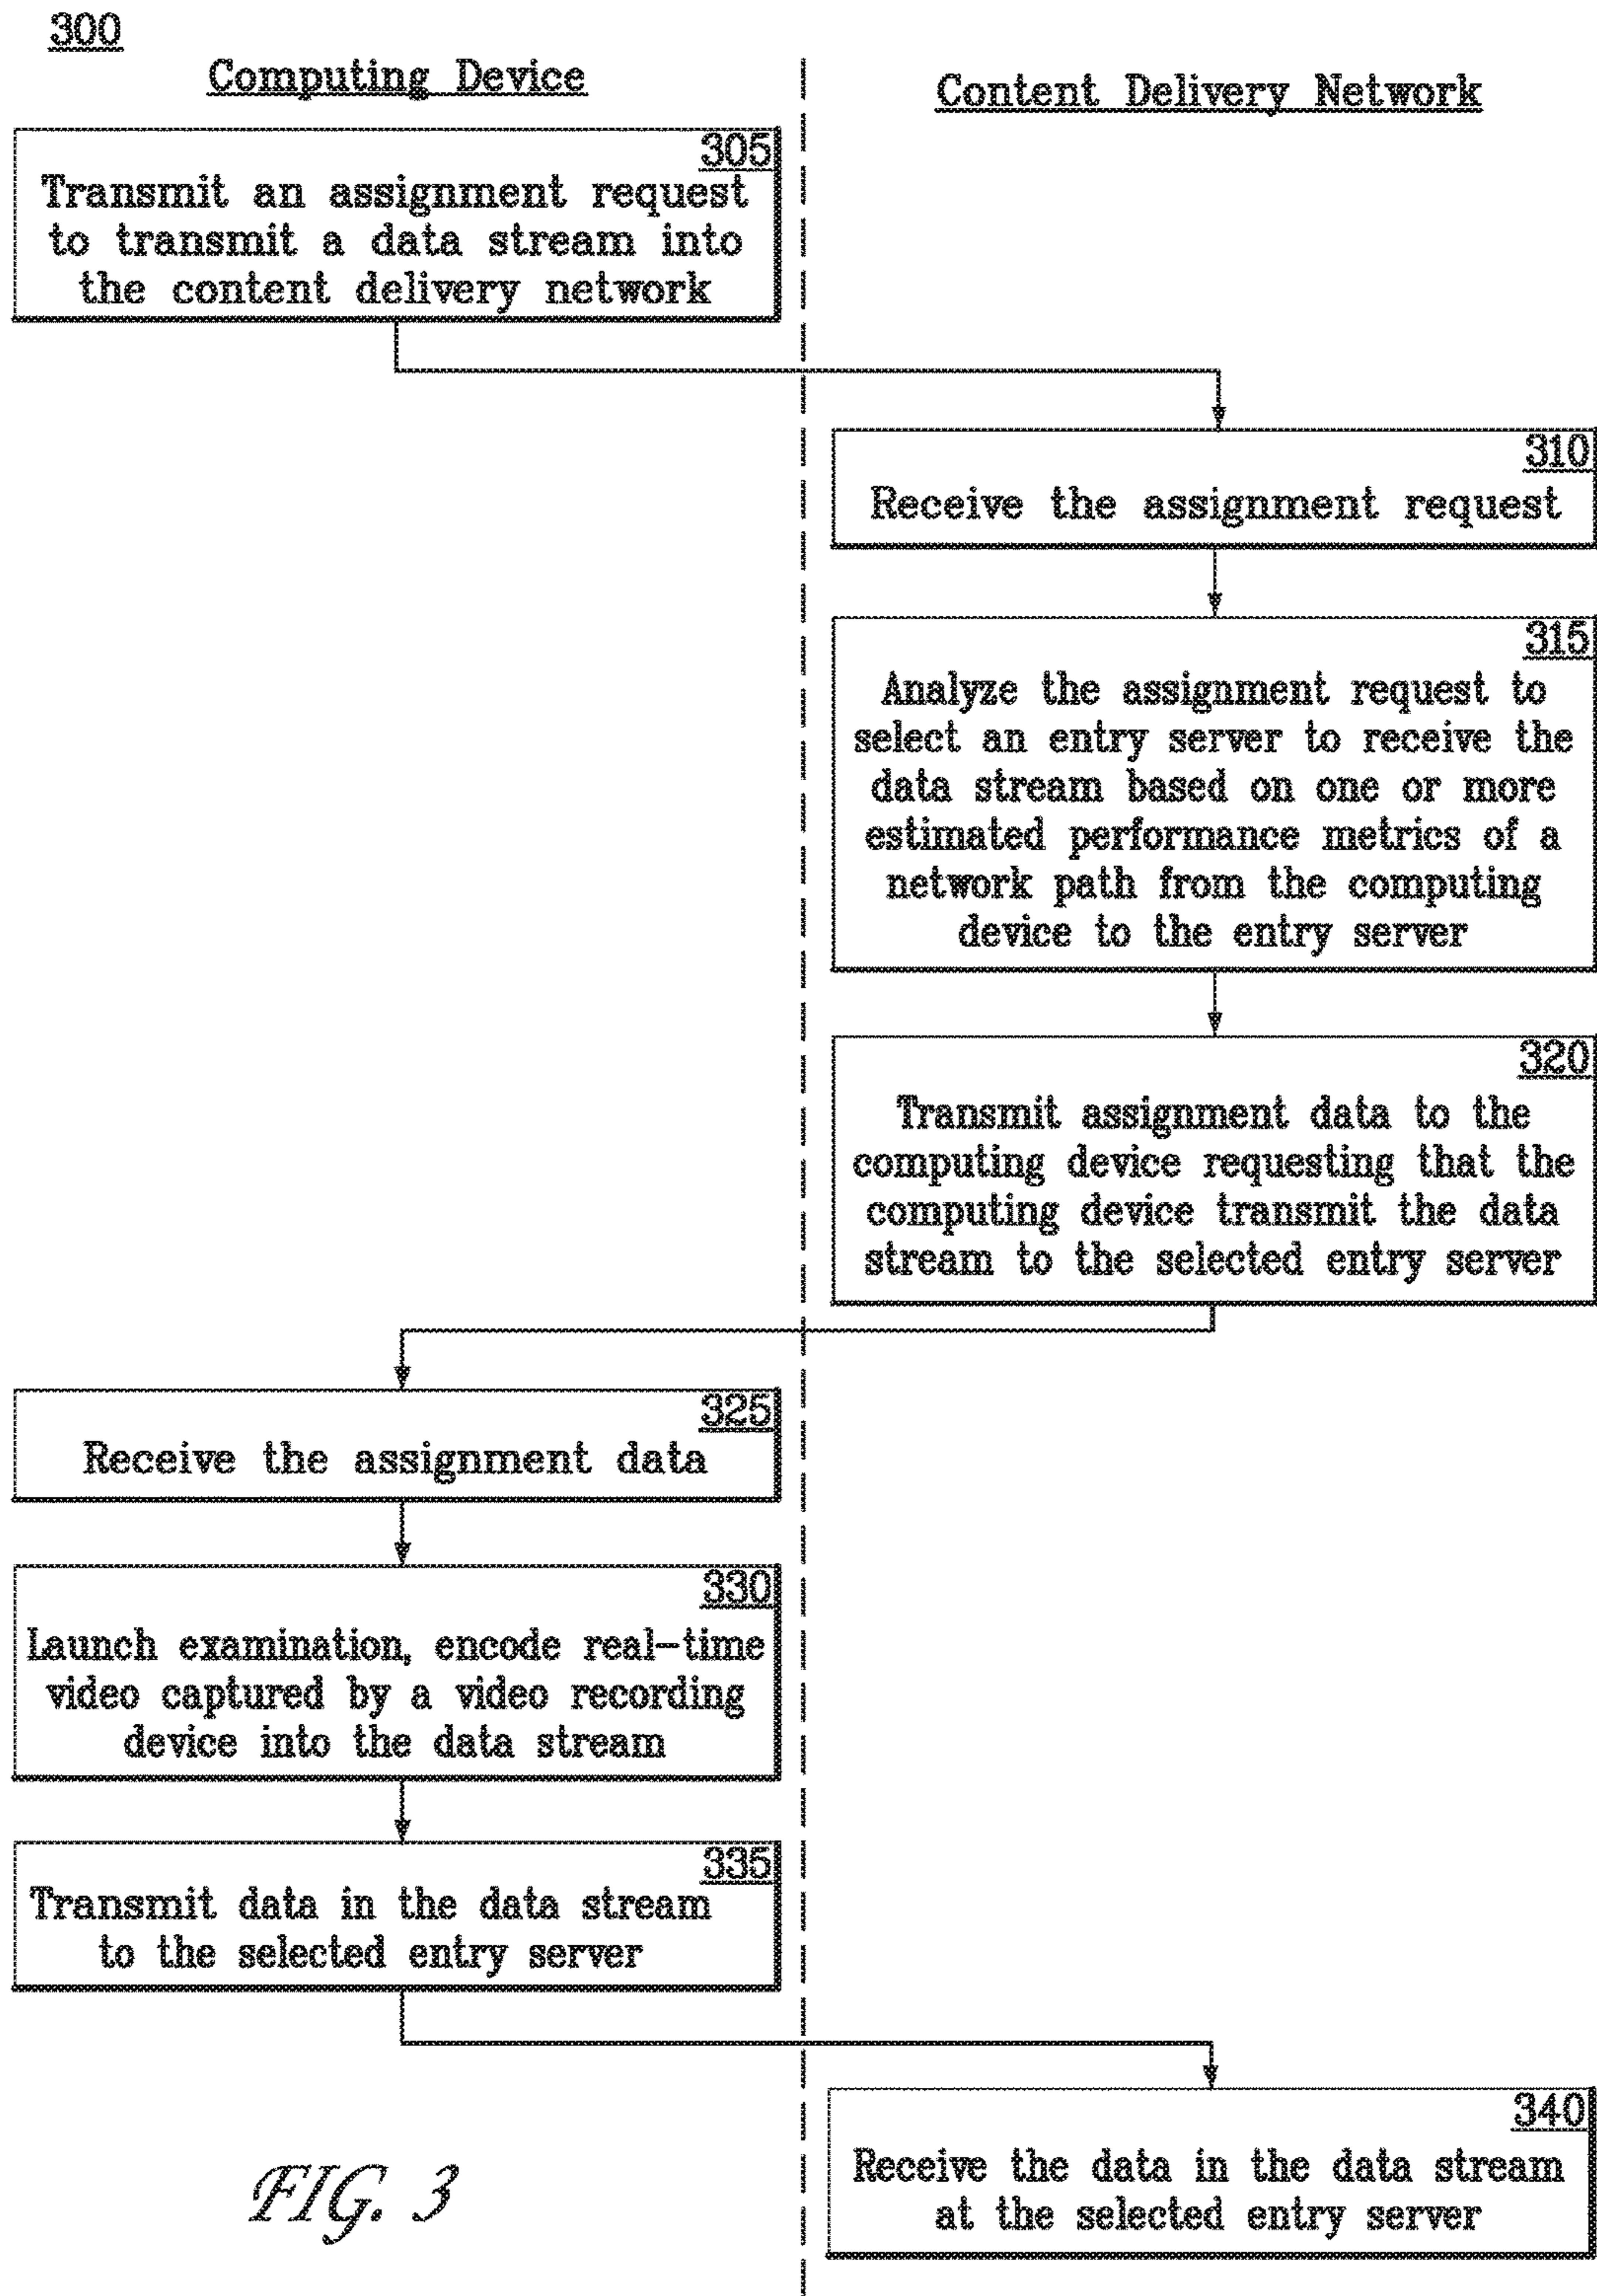 300
Computing Device
Content Delivery Network
305
Transmit an assignment request
to transmit a data stream into
the content delivery network
310
Receive the assignment request
315
Analyze the assignment request to
select an entry server to receive the
data stream based on one or more
estimated performance metrics of a
network path from the computing
device to the entry server
320
Transmit assignment data to the
computing device requesting that the
computing device transmit the data
stream to the selected entry server
325
Receive the assignment data
330
Launch examination, encode real-time
video captured by a video recording
device into the data stream
335
Transmit data in the data stream
to the selected entry server
340
Receive the data in the data stream
at the selected entry server
FIG. 3